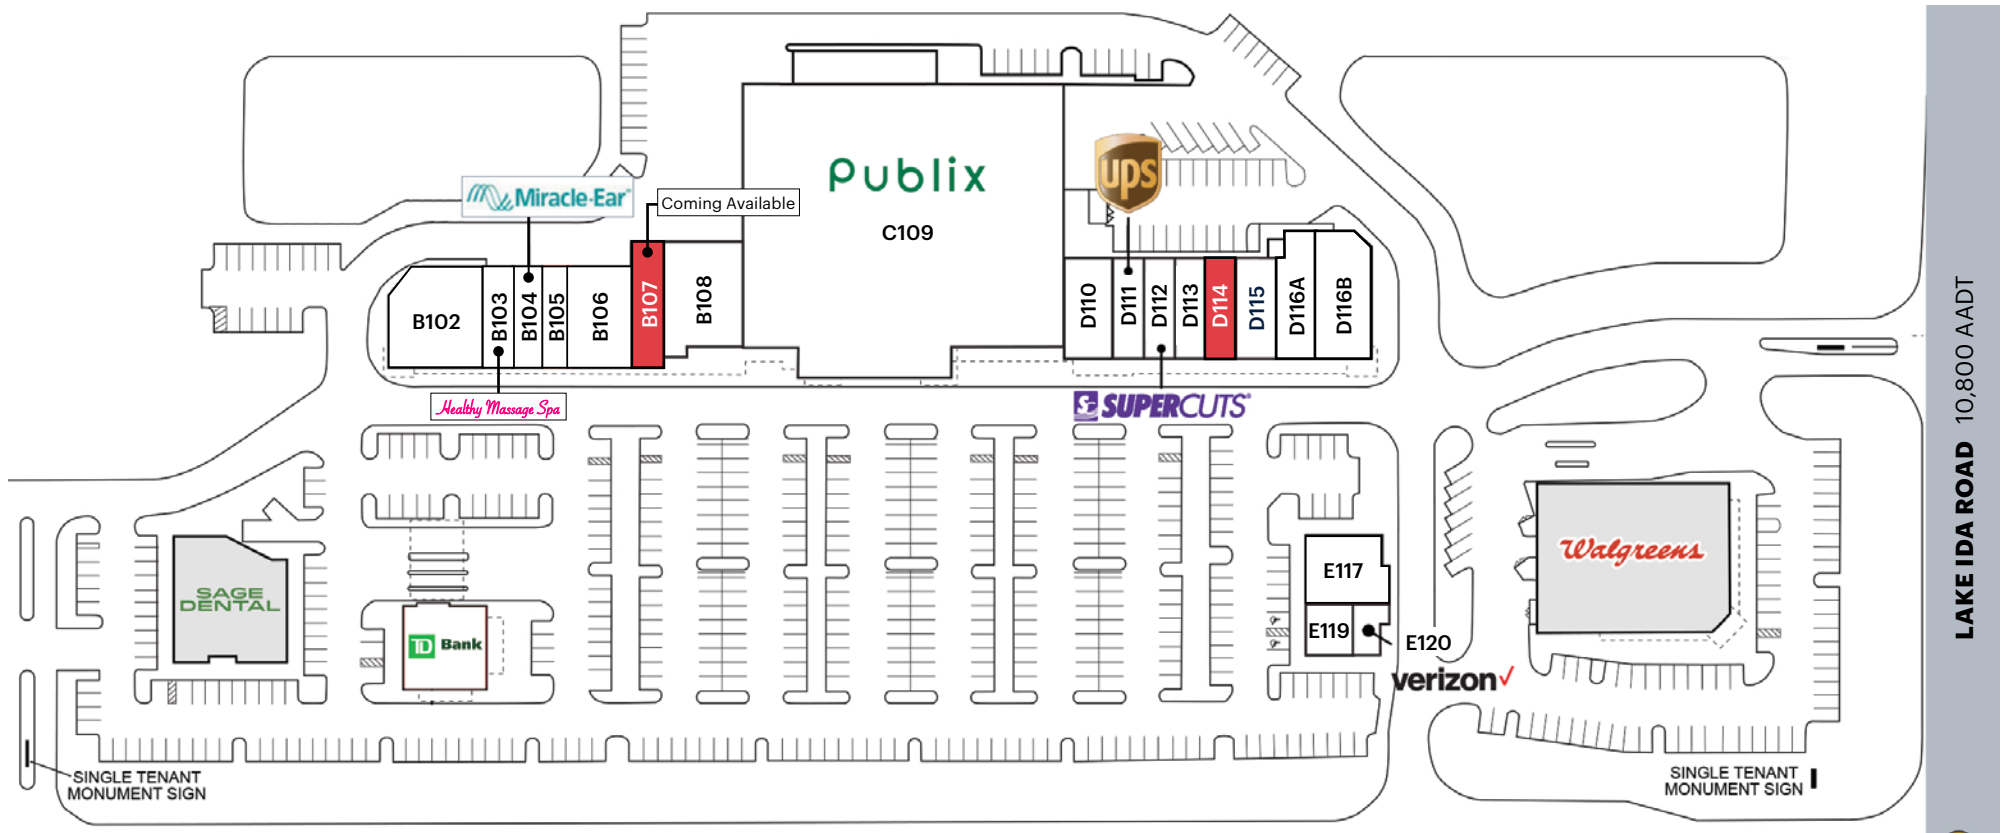 Publix
C109
ups
Miracle-Ear
Coming Available
B102
B103
B104
B105
B106
B107
B108
D110
D111
D112
D113
D114
D115
D116A
D116B
Healthy Massage Spa
SC SUPERCUTS
LAKE IDA ROAD 10,800 AADT
SAGE
DENTAL
TD Bank
E117
E119
E120
verizon
Walgreens
SINGLE TENANT
MONUMENT SIGN
SINGLE TENANT
MONUMENT SIGN